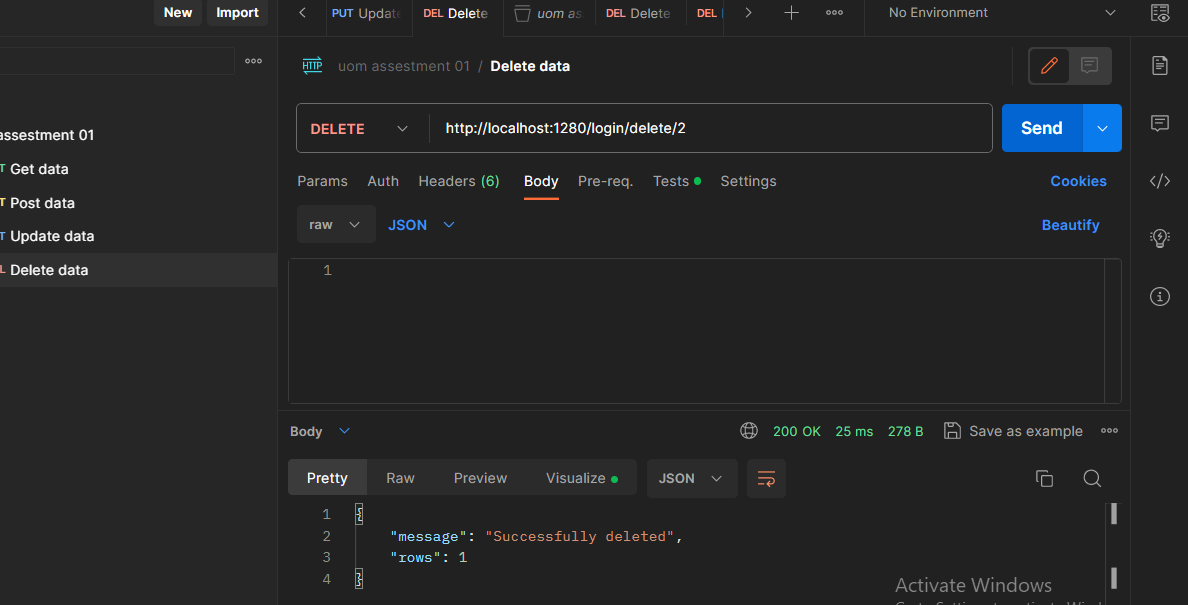 New Import
PUT Update DEL Delete uom as DEL Delete DEL No Environment
HTTP uom assestment 01 / Delete data
assestment 01
T Get data
T Post data
T Update data
L Delete data
DELETE http://localhost:1280/login/delete/2 Send
Params Auth Headers (6) Body Pre-req. Tests Settings Cookies
raw JSON Beautify
1
Body 200 OK 25 ms 278 B Save as example
Pretty Raw Preview Visualize JSON
1 {
2 "message": "Successfully deleted",
3 "rows": 1
4 }
Activate Windows